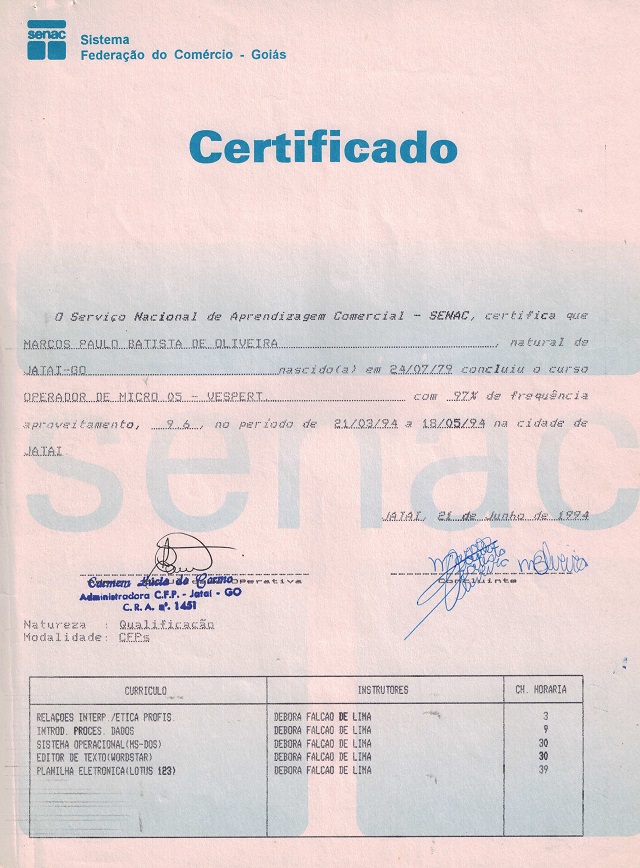 senac
Sistema
Federação do Comércio - Goiás
Certificado
O Serviço Nacional de Aprendizagem Comercial - SENAC, certifica que
MARCOS PAULO BATISTA DE OLIVEIRA, natural de
JATAI-GO nascido(a) em 24/07/79 concluiu o curso
OPERADOR DE MICRO 05 - VESPERT. com 97% de frequência
aproveitamento, 9.6, no período de 21/03/94 a 18/05/94 na cidade de
JATAI
senac
JATAI, 21 de Junho de 1994
Carmem Lúcia do Carmo
Operativa
Concluinte
Administradora C.F.P. - Jataí - GO
C.R.A. nº. 1451
Natureza : Qualificação
Modalidade: CFPs
CURRICULO INSTRUTORES CH. HORARIA
RELAÇOES INTERP./ETICA PROFIS. DEBORA FALCAO DE LIMA 3
INTROD. PROCES. DADOS DEBORA FALCAO DE LIMA 9
SISTEMA OPERACIONAL(MS-DOS) DEBORA FALCAO DE LIMA 30
EDITOR DE TEXTO(WORDSTAR) DEBORA FALCAO DE LIMA 30
PLANILHA ELETRONICA(LOTUS 123) DEBORA FALCAO DE LIMA 39